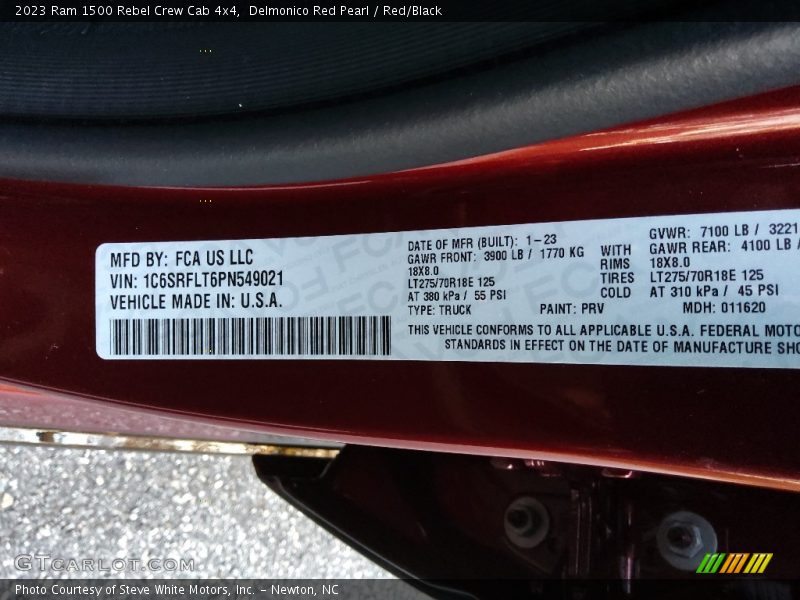 2023 Ram 1500 Rebel Crew Cab 4x4,  Delmonico Red Pearl / Red/Black
MFD BY: FCA US LLC
VIN: 1C6SRFLT6PN549021
VEHICLE MADE IN: U.S.A.
DATE OF MFR (BUILT): 1-23
GAWR FRONT: 3900 LB / 1770 KG
18X8.0
LT275/70R18E 125
AT 380 kPa / 55 PSI
TYPE: TRUCK
PAINT: PRV
WITH
RIMS
TIRES
COLD
GVWR: 7100 LB / 3221
GAWR REAR: 4100 LB /
18X8.0
LT275/70R18E 125
AT 310 kPa / 45 PSI
MDH: 011620
THIS VEHICLE CONFORMS TO ALL APPLICABLE U.S.A. FEDERAL MOTO
STANDARDS IN EFFECT ON THE DATE OF MANUFACTURE SHO
GTCarLot.com
Photo Courtesy of Steve White Motors, Inc. – Newton, NC